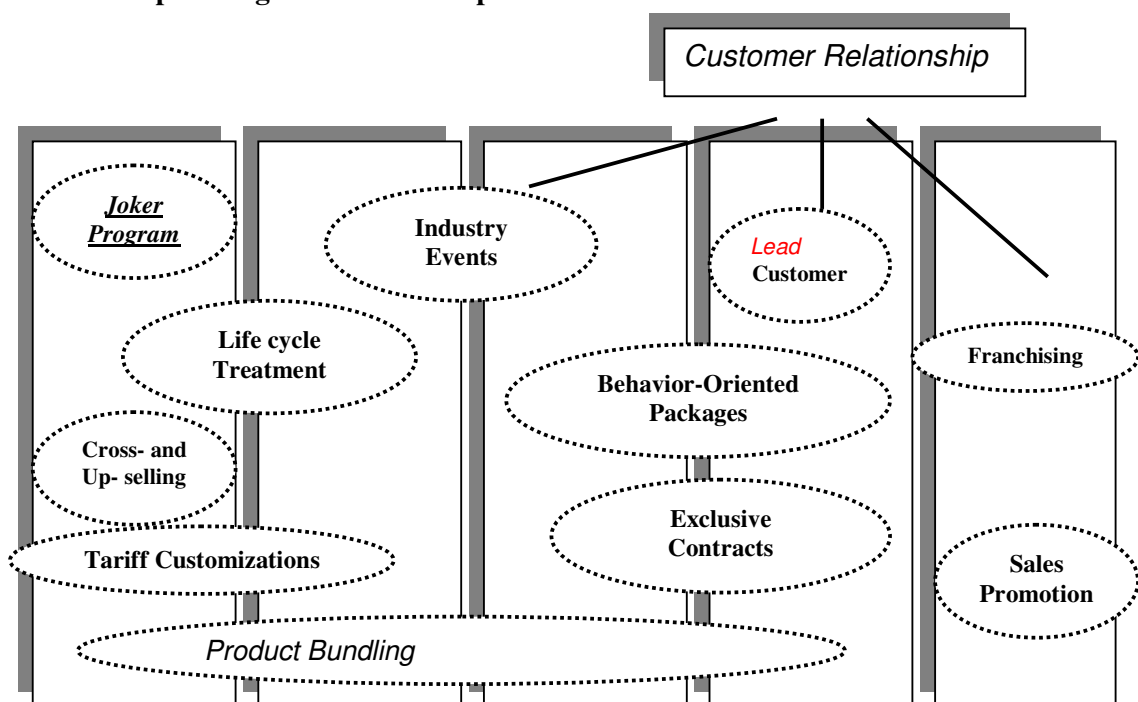 Customer Relationship
Joker
Program
Industry
Events
Lead
Customer
Life cycle
Treatment
Franchising
Behavior-Oriented
Packages
Cross- and
Up- selling
Exclusive
Contracts
Tariff Customizations
Sales
Promotion
Product Bundling